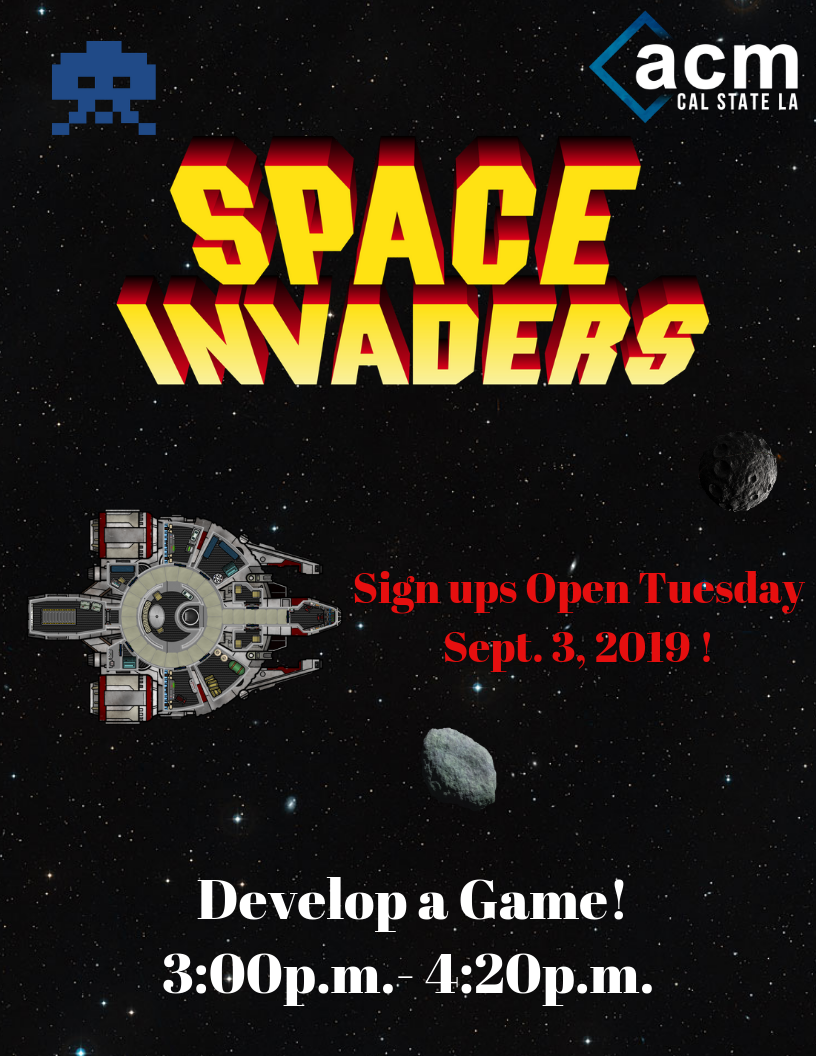 acm
CAL STATE LA
SPACE
INVADERS
Sign ups Open Tuesday
Sept. 3, 2019 !
Develop a Game!
3:00p.m.- 4:20p.m.